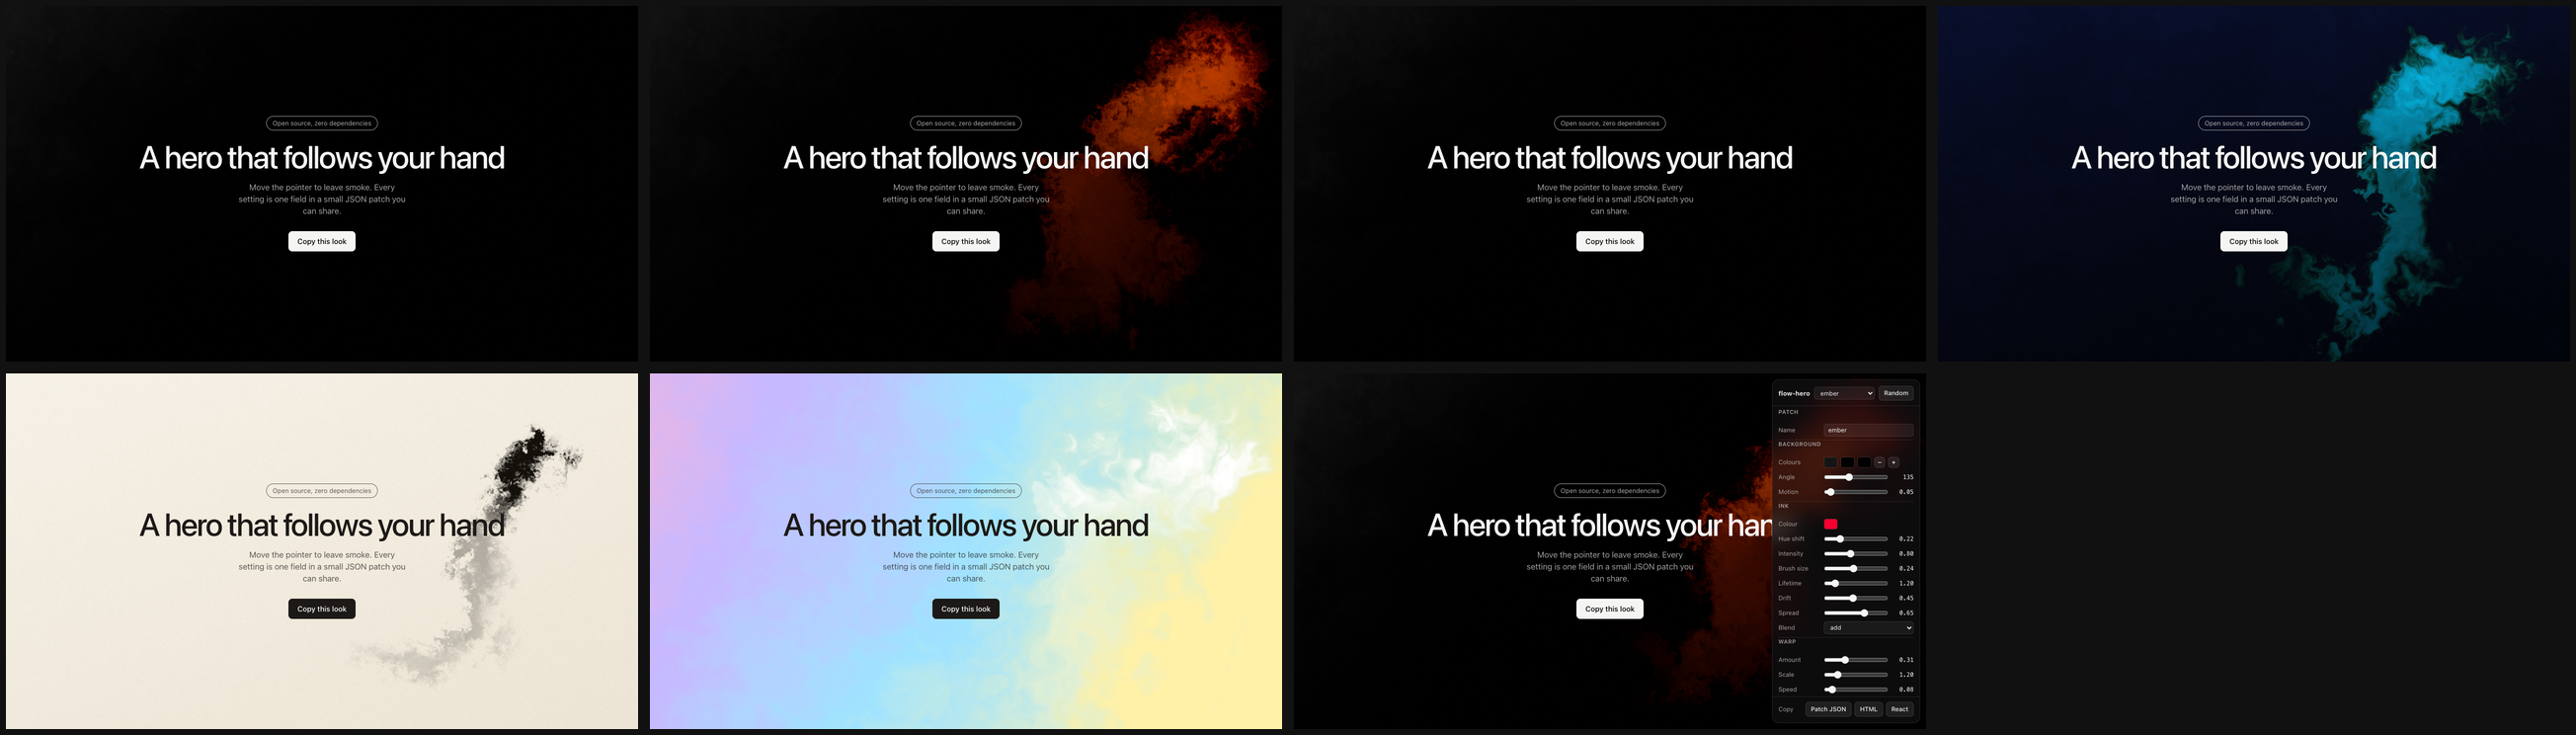 Open source, zero dependencies
A hero that follows your hand
Move the pointer to leave smoke. Every
setting is one field in a small JSON patch you
can share.
Copy this look
Open source, zero dependencies
A hero that follows your hand
Move the pointer to leave smoke. Every
setting is one field in a small JSON patch you
can share.
Copy this look
Open source, zero dependencies
A hero that follows your hand
Move the pointer to leave smoke. Every
setting is one field in a small JSON patch you
can share.
Copy this look
Open source, zero dependencies
A hero that follows your hand
Move the pointer to leave smoke. Every
setting is one field in a small JSON patch you
can share.
Copy this look
Open source, zero dependencies
A hero that follows your hand
Move the pointer to leave smoke. Every
setting is one field in a small JSON patch you
can share.
Copy this look
Open source, zero dependencies
A hero that follows your hand
Move the pointer to leave smoke. Every
setting is one field in a small JSON patch you
can share.
Copy this look
Open source, zero dependencies
A hero that follows your han
Move the pointer to leave smoke. Every
setting is one field in a small JSON patch you
can share.
Copy this look
flow-hero ember Random
PATCH
Name ember
BACKGROUND
Colours − +
Angle 135
Motion 0.05
INK
Colour
Hue shift 0.22
Intensity 0.80
Brush size 0.24
Lifetime 1.20
Drift 0.45
Spread 0.65
Blend add
WARP
Amount 0.31
Scale 1.20
Speed 0.08
Copy Patch JSON HTML React